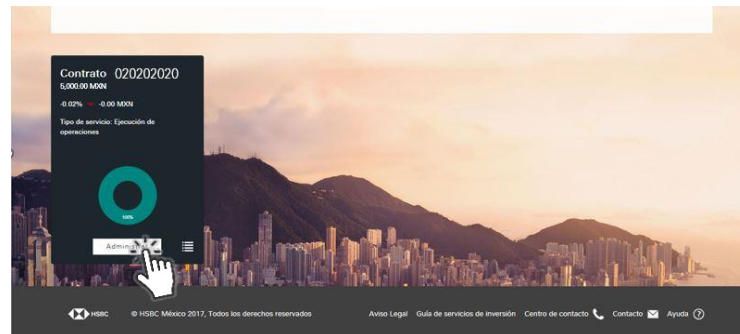 Contrato 020202020
5,000.00 MXN
-0.02% -0.00 MXN
Tipo de servicio: Ejecución de
operaciones
100%
HSBC © HSBC México 2017, Todos los derechos reservados Aviso Legal Guía de servicios de inversión Centro de contacto Contacto Ayuda ?